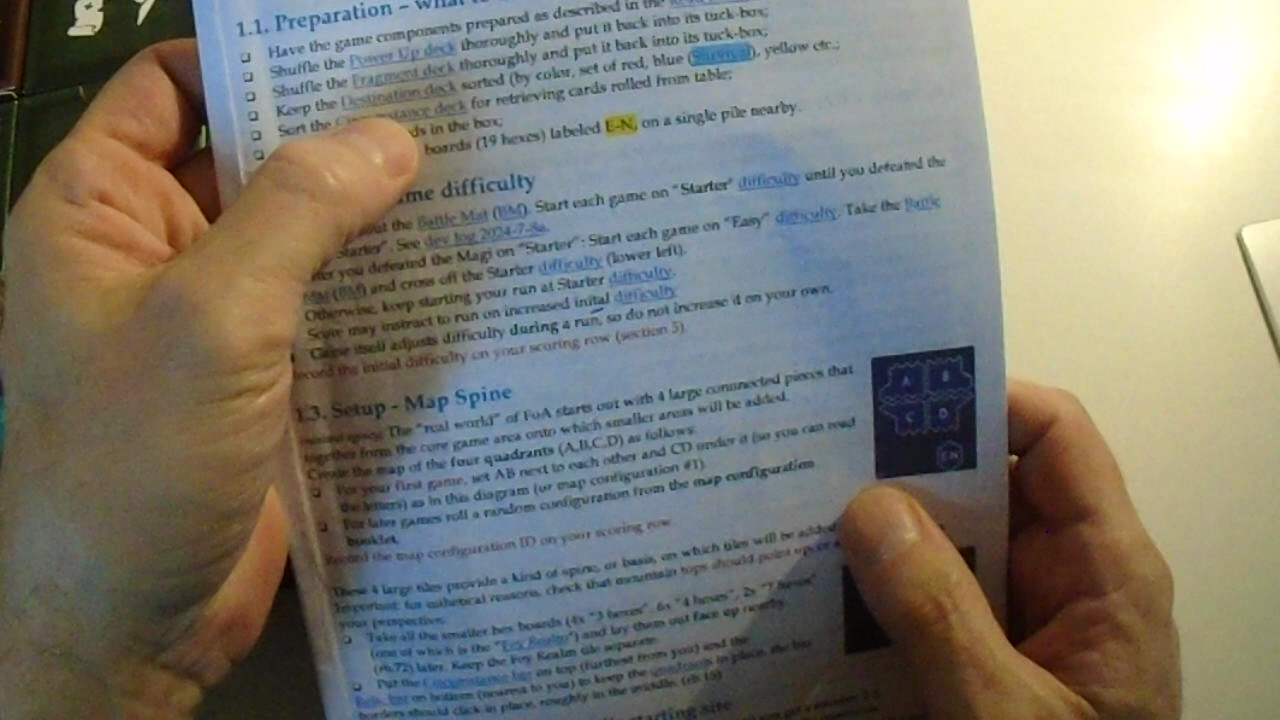 1.1. Preparation – what to
Have the game components prepared as described in the
Shuffle the Power Up deck thoroughly and put it back into its tuck-box;
Shuffle the Fragment deck thoroughly and put it back into its tuck-box;
Keep the Destination deck sorted (by color, set of red, blue (Survival), yellow etc.;
Sort the Circumstance deck for retrieving cards rolled from table;
ds in the box;
boards (19 hexes) labeled E-N, on a single pile nearby.
me difficulty
out the Battle Mat (BM). Start each game on "Starter" difficulty until you defeated the
Starter". See dev log 2024-7-8a.
ter you defeated the Magi on "Starter": Start each game on "Easy" difficulty. Take the Battle
Mat (BM) and cross off the Starter difficulty (lower left).
Otherwise, keep starting your run at Starter difficulty.
Score may instruct to run on increased inital difficulty
Game itself adjusts difficulty during a run, so do not increase it on your own.
ecord the initial difficulty on your scoring row (section 5).
1.3. Setup - Map Spine
The "real world" of FoA starts out with 4 large connected pieces that
together form the core game area onto which smaller areas will be added.
Create the map of the four quadrants (A,B,C,D) as follows:
For your first game, set AB next to each other and CD under it (so you can read
the letters) as in this diagram (or map configuration #1)
For later games roll a random configuration from the map configuration
booklet.
Record the map configuration ID on your scoring row
A B
C D
E-N
These 4 large tiles provide a kind of spine, or basis, on which tiles will be added
Important: for esthetical reasons, check that mountain tops should point up
your perspective.
Take all the smaller hex boards (4x "3 hexes", 6x "4 hexes", 2x "7 hexes"
(one of which is the "Fey Realm") and lay them out face up nearby.
(rb.72) later. Keep the Fey Realm tile separate.
Put the Circumstance bar on top (furthest from you) and the
bar on bottom (nearest to you) to keep the quadrants in place, the bar
borders should click in place, roughly in the middle. (rb 15)
starting site